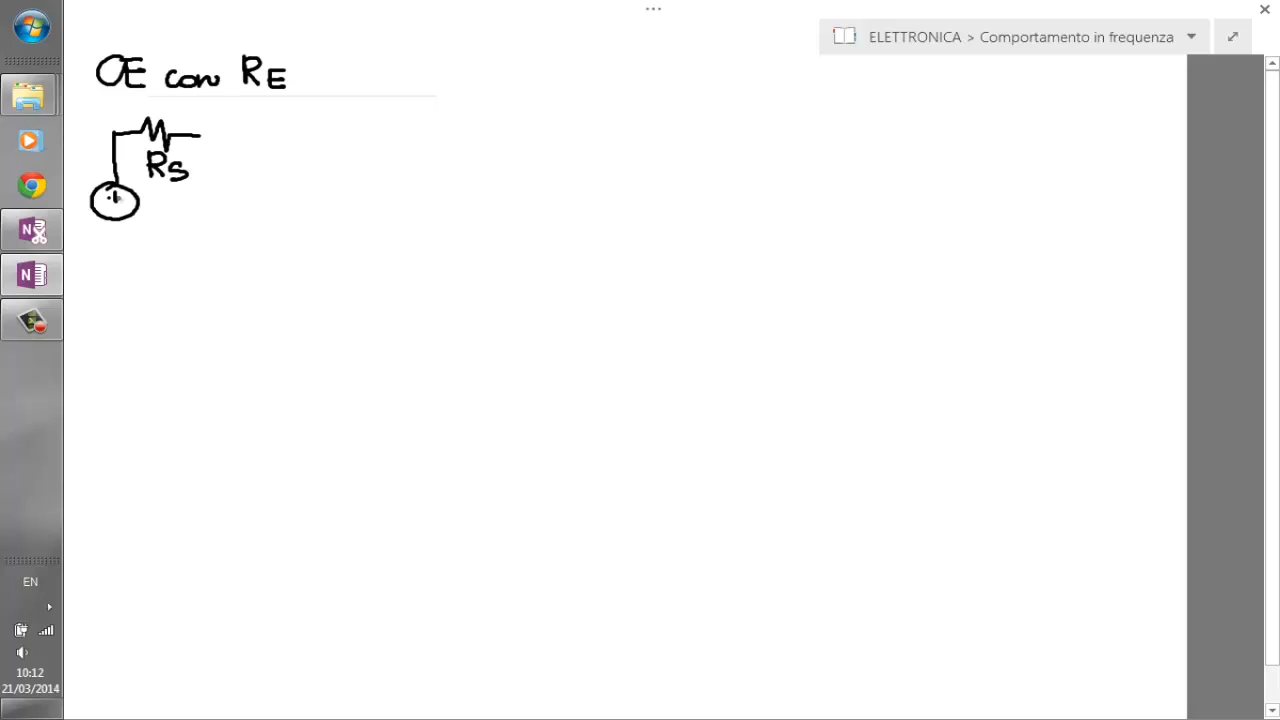 ELETTRONICA > Comportamento in frequenza
CE con RE
RS
+
EN
10:12
21/03/2014